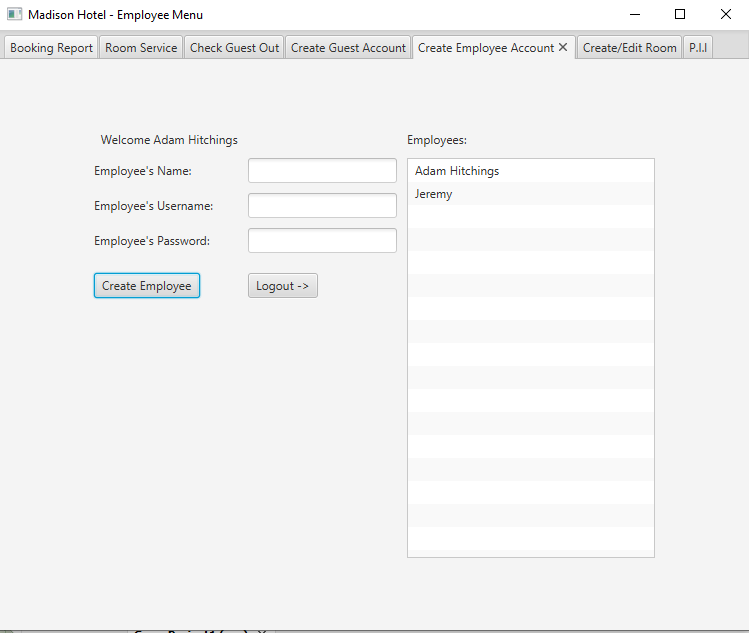 Madison Hotel - Employee Menu
Booking Report Room Service Check Guest Out Create Guest Account Create Employee Account Create/Edit Room P.I.I
Welcome Adam Hitchings Employees:
Employee's Name: Adam Hitchings
Jeremy
Employee's Username:
Employee's Password:
Create Employee Logout ->